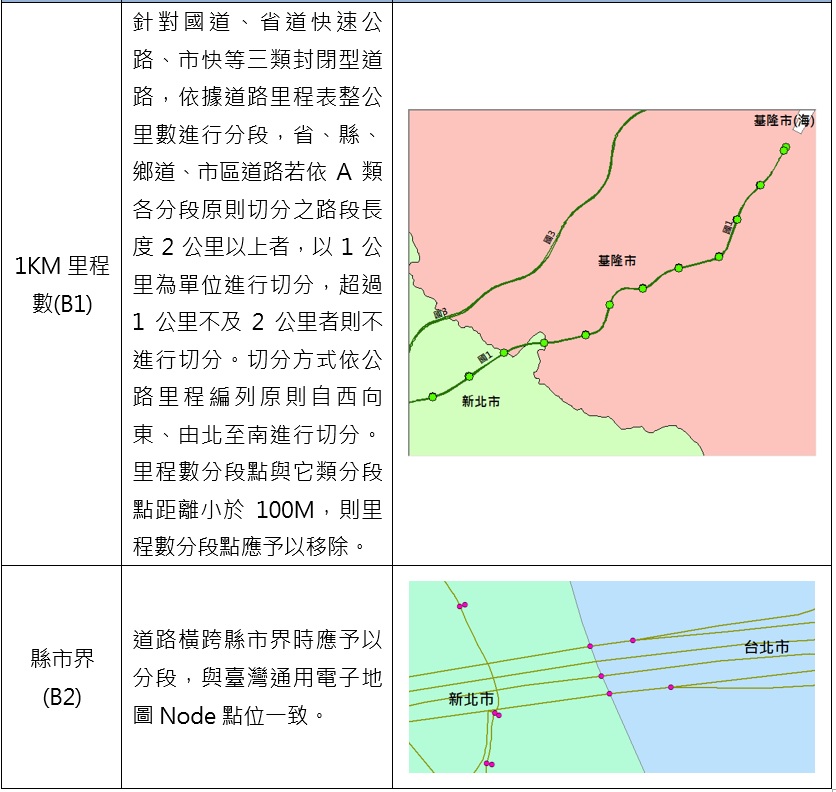 1KM 里程
數(B1)
針對國道、省道快速公
路、市快等三類封閉型道
路，依據道路里程表整公
里數進行分段，省、縣、
鄉道、市區道路若依 A 類
各分段原則切分之路段長
度 2 公里以上者，以 1 公
里為單位進行切分，超過
1 公里不及 2 公里者則不
進行切分。切分方式依公
路里程編列原則自西向
東、由北至南進行切分。
里程數分段點與它類分段
點距離小於 100M，則里
程數分段點應予以移除。
基隆市(海)
國1
國3
基隆市
國3
國1
新北市
縣市界
(B2)
道路橫跨縣市界時應予以
分段，與臺灣通用電子地
圖 Node 點位一致。
台北市
新北市